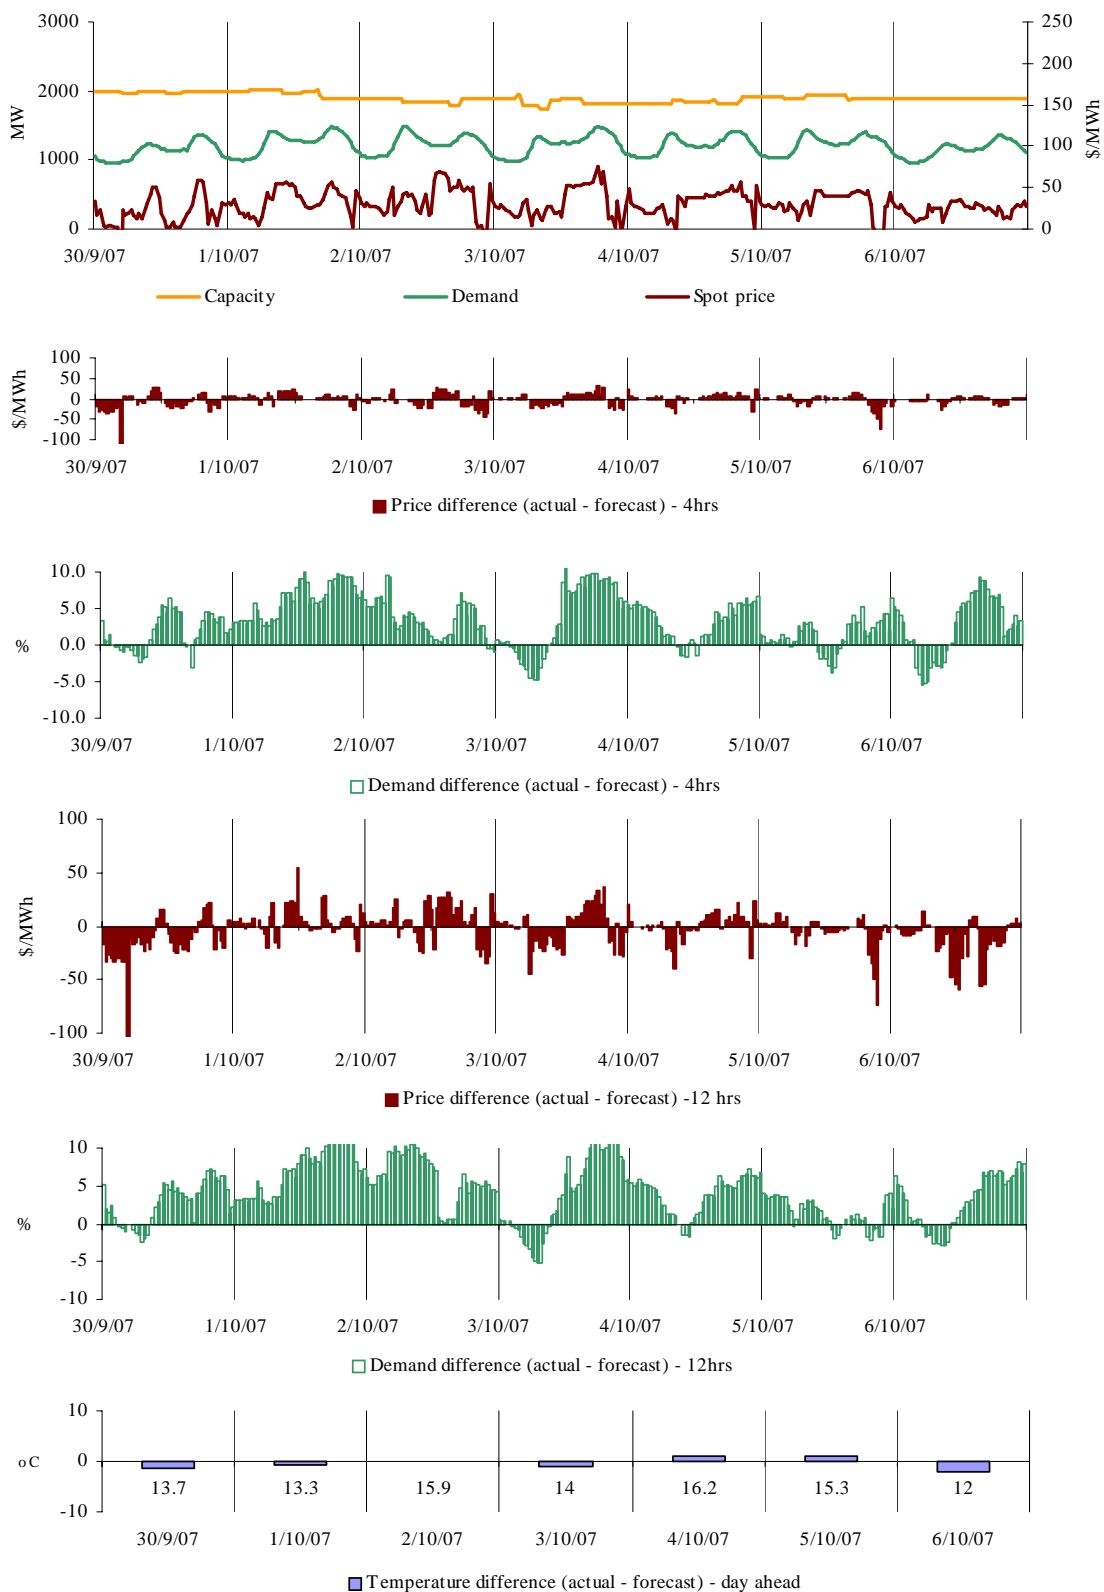 3000 250
200
2000 150
MW $/MWh
100
1000
50
0 0
30/9/07 1/10/07 2/10/07 3/10/07 4/10/07 5/10/07 6/10/07
Capacity Demand Spot price
100
50
$/MWh 0
-50
-100
30/9/07 1/10/07 2/10/07 3/10/07 4/10/07 5/10/07 6/10/07
Price difference (actual - forecast) - 4hrs
10.0
5.0
% 0.0
-5.0
-10.0
30/9/07 1/10/07 2/10/07 3/10/07 4/10/07 5/10/07 6/10/07
Demand difference (actual - forecast) - 4hrs
100
50
$/MWh 0
-50
-100
30/9/07 1/10/07 2/10/07 3/10/07 4/10/07 5/10/07 6/10/07
Price difference (actual - forecast) -12 hrs
10
5
% 0
-5
-10
30/9/07 1/10/07 2/10/07 3/10/07 4/10/07 5/10/07 6/10/07
Demand difference (actual - forecast) - 12hrs
10
o C 0
13.7 13.3 15.9 14 16.2 15.3 12
-10
30/9/07 1/10/07 2/10/07 3/10/07 4/10/07 5/10/07 6/10/07
Temperature difference (actual - forecast) - day ahead